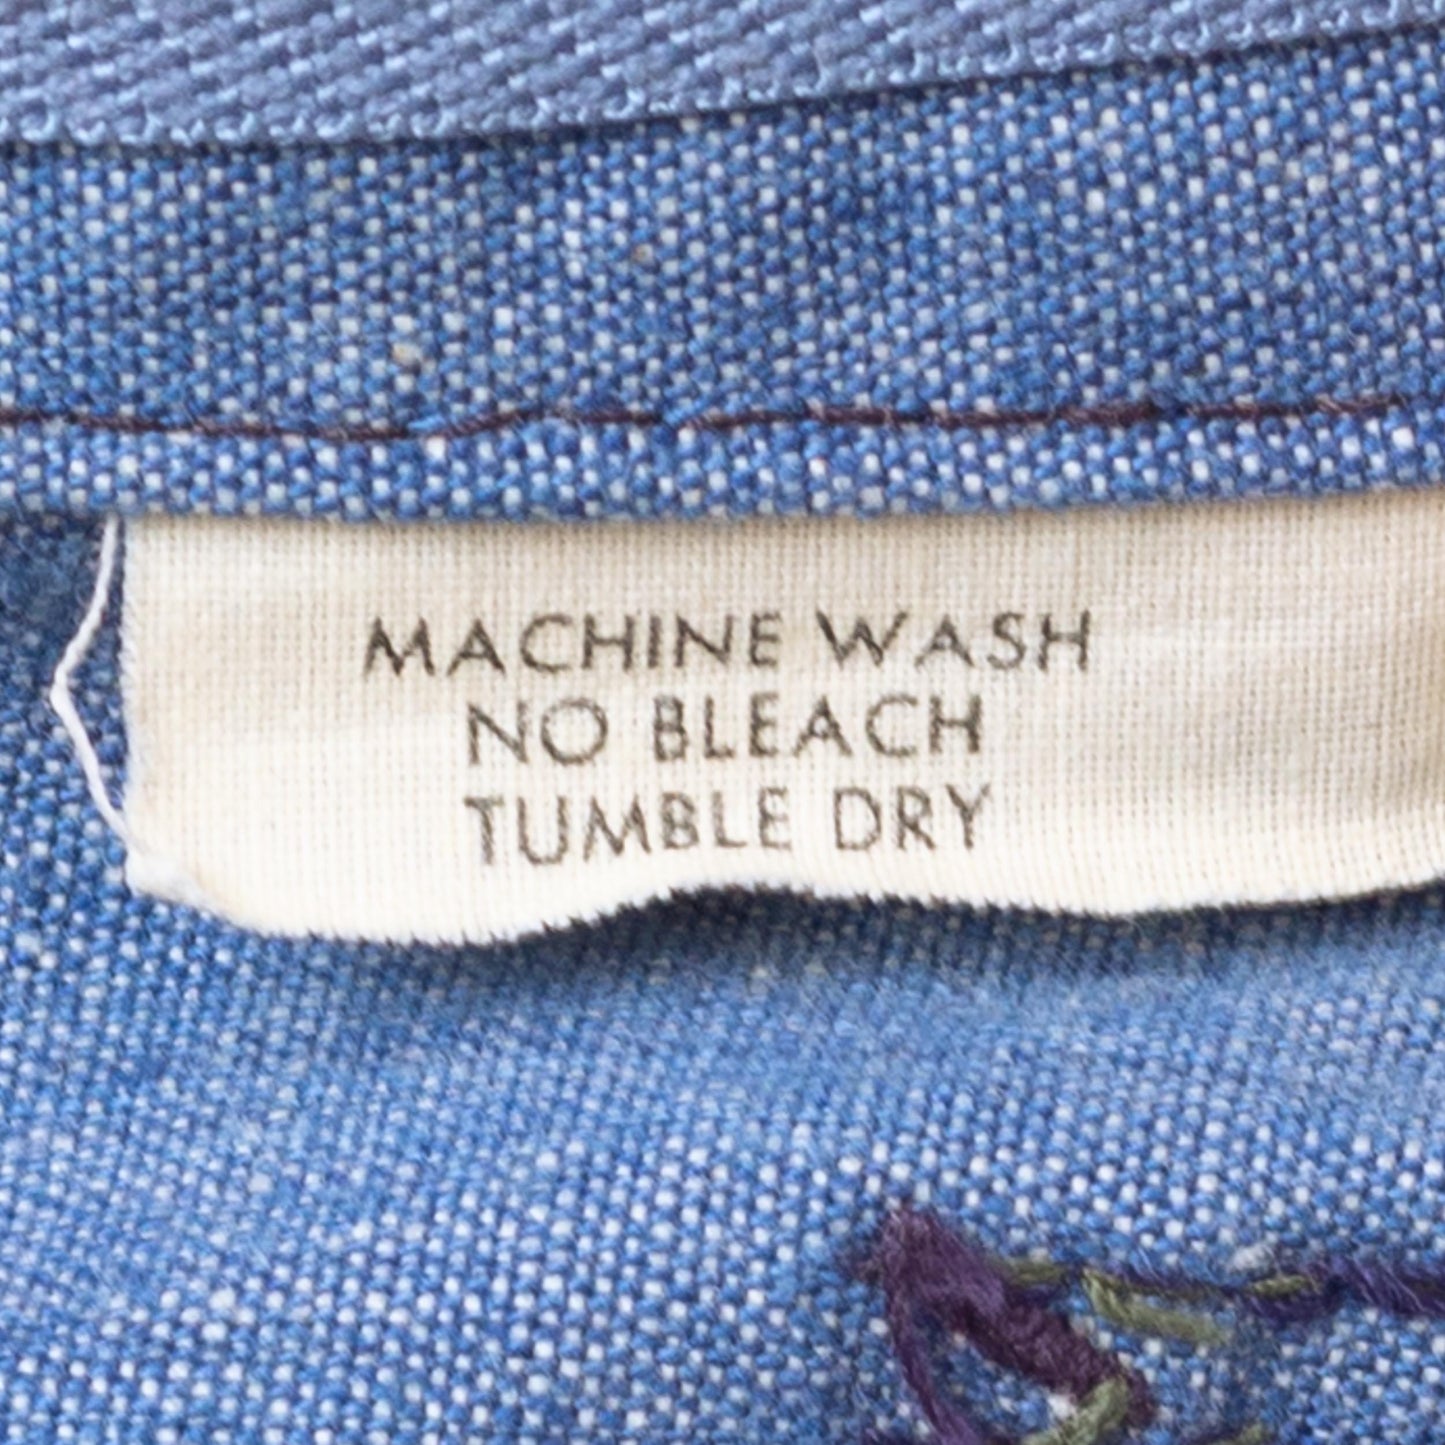 MACHINE WASH
NO BLEACH
TUMBLE DRY